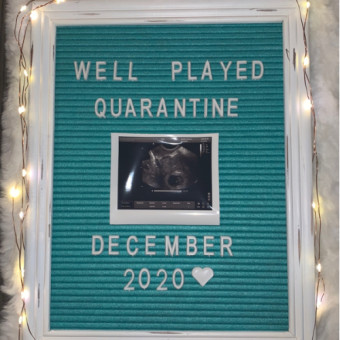 WELL PLAYED
QUARANTINE
DECEMBER
2020